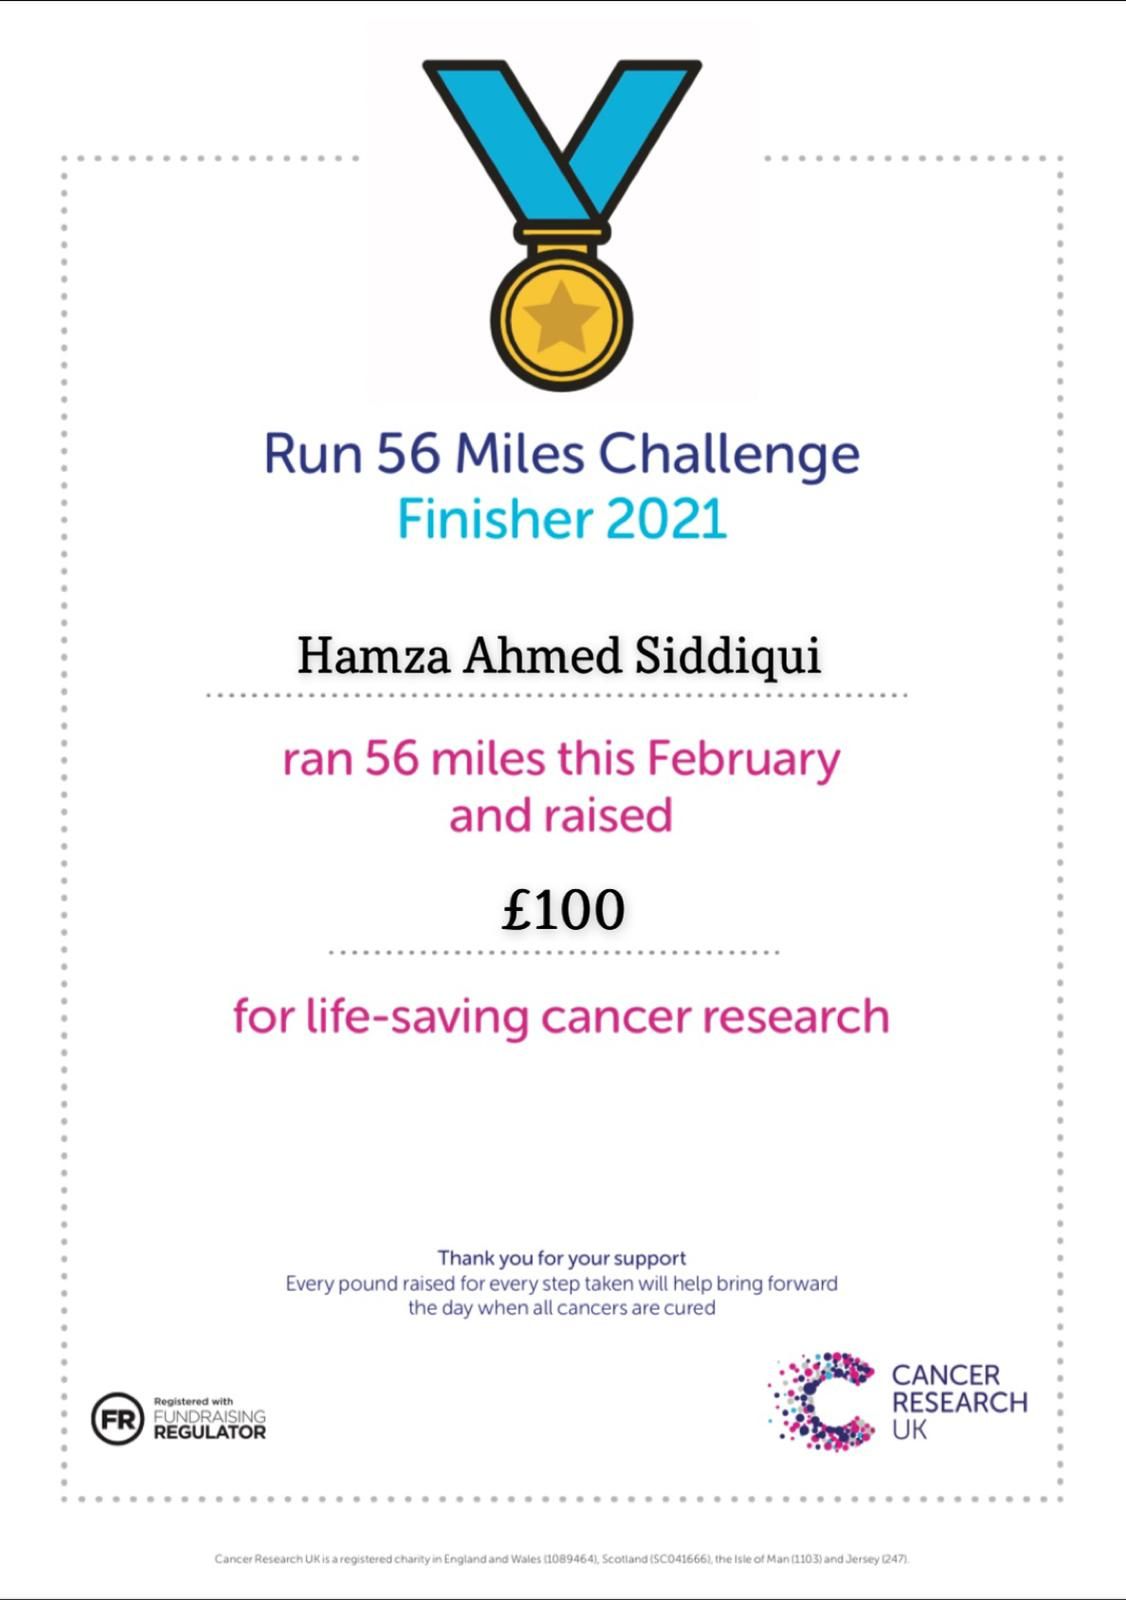 Run 56 Miles Challenge
Finisher 2021
Hamza Ahmed Siddiqui
ran 56 miles this February
and raised
£100
for life-saving cancer research
Thank you for your support
Every pound raised for every step taken will help bring forward
the day when all cancers are cured
FR
Registered with
FUNDRAISING
REGULATOR
CANCER
RESEARCH
UK
Cancer Research UK is a registered charity in England and Wales (1089464), Scotland (SC041666), the Isle of Man (1103) and Jersey (247).